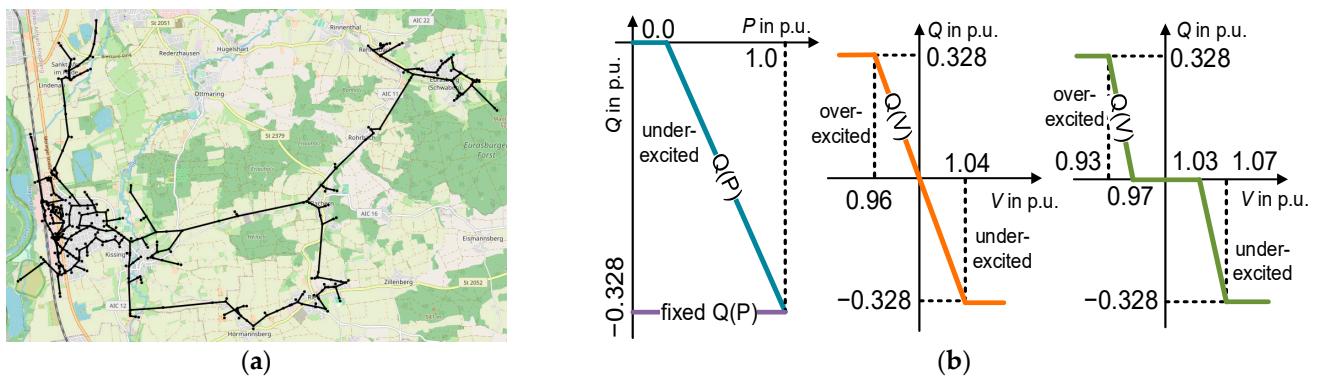 St 2051
AIC 22
Rinnenthal
Rederzhausen
Hugelshart
Sankt
im
Lindenau
Ottmaring
AIC 11
(Schwaben)
St 2379
Rohrbach
Eurasburger
Forst
AIC 16
Eismannsberg
Kissing
Zillenberg
St 2052
AIC 12
Hörmannsberg
(a)
0.0
P in p.u.
1.0
Q in p.u.
under-
excited
Q(P)
−0.328
fixed Q(P)
Q in p.u.
0.328
over-
excited
Q(V)
1.04
0.96
V in p.u.
under-
excited
−0.328
Q in p.u.
0.328
over-
excited
Q(V)
0.93
1.03
1.07
0.97
V in p.u.
under-
excited
−0.328
(b)